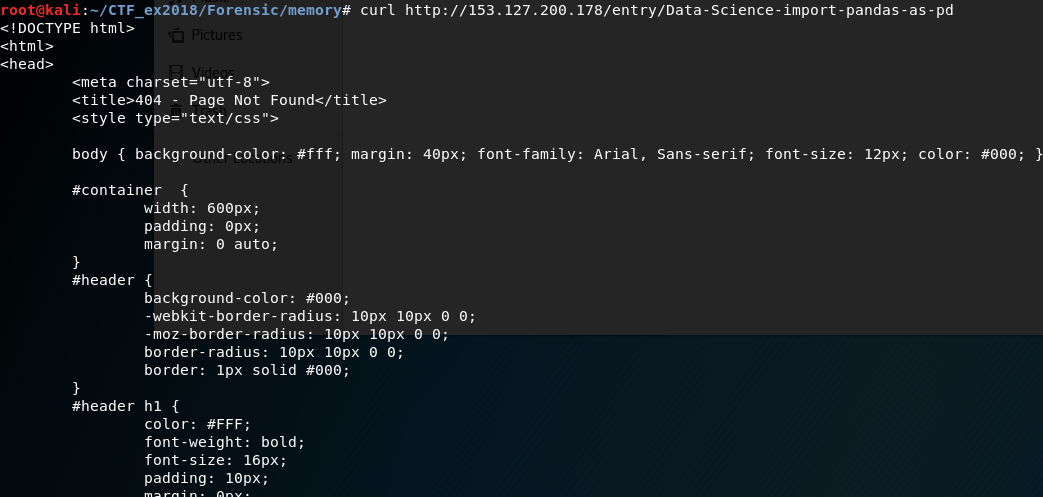 root@kali:~/CTF_ex2018/Forensic/memory# curl http://153.127.200.178/entry/Data-Science-import-pandas-as-pd
<!DOCTYPE html>
Pictures
<html>
<head>
Videos
<meta charset="utf-8">
<title>404 - Page Not Found</title>
Trash
<style type="text/css">
body { background-color: #fff; margin: 40px; font-family: Arial, Sans-serif; font-size: 12px; color: #000; }
Other Locations
#container  {
width: 600px;
padding: 0px;
margin: 0 auto;
}
#header {
background-color: #000;
-webkit-border-radius: 10px 10px 0 0;
-moz-border-radius: 10px 10px 0 0;
border-radius: 10px 10px 0 0;
border: 1px solid #000;
}
#header h1 {
color: #FFF;
font-weight: bold;
font-size: 16px;
padding: 10px;
margin: 0px;